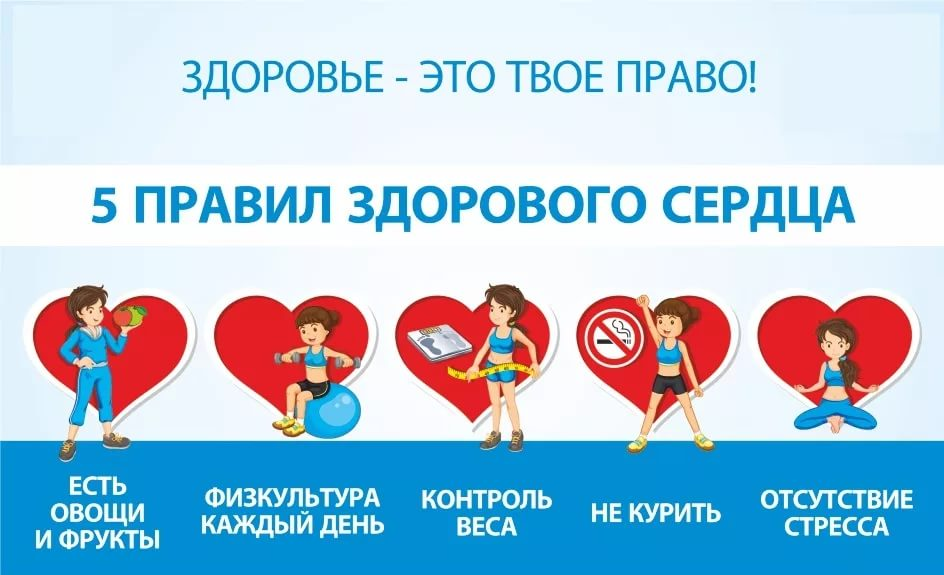 ЗДОРОВЬЕ - ЭТО ТВОЕ ПРАВО!
5 ПРАВИЛ ЗДОРОВОГО СЕРДЦА
ЕСТЬ
ОВОЩИ
И ФРУКТЫ
ФИЗКУЛЬТУРА
КАЖДЫЙ ДЕНЬ
КОНТРОЛЬ
ВЕСА
НЕ КУРИТЬ
ОТСУТСТВИЕ
СТРЕССА